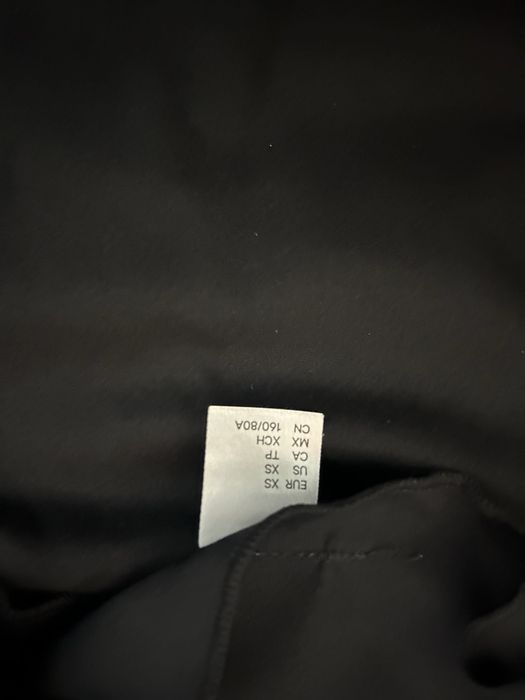 EUR XS
US XS
CA TP
MX XCH
CN 160/80A